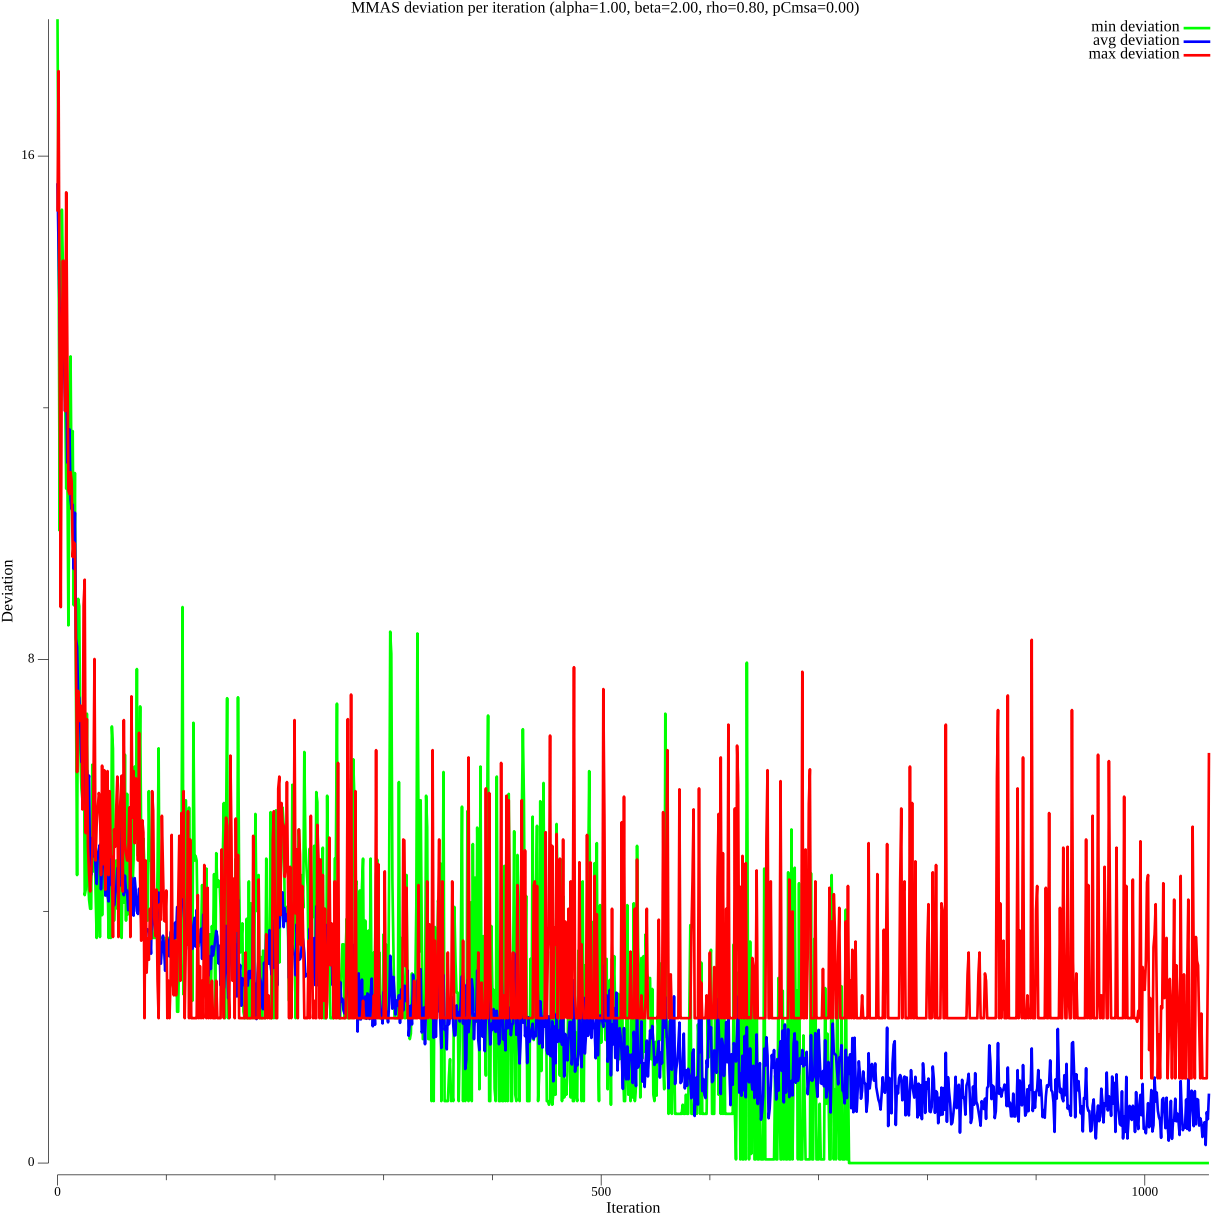 MMAS deviation per iteration (alpha=1.00, beta=2.00, rho=0.80, pCmsa=0.00)
min deviation
avg deviation
max deviation
16
8
0
Deviation
0
500
1000
Iteration